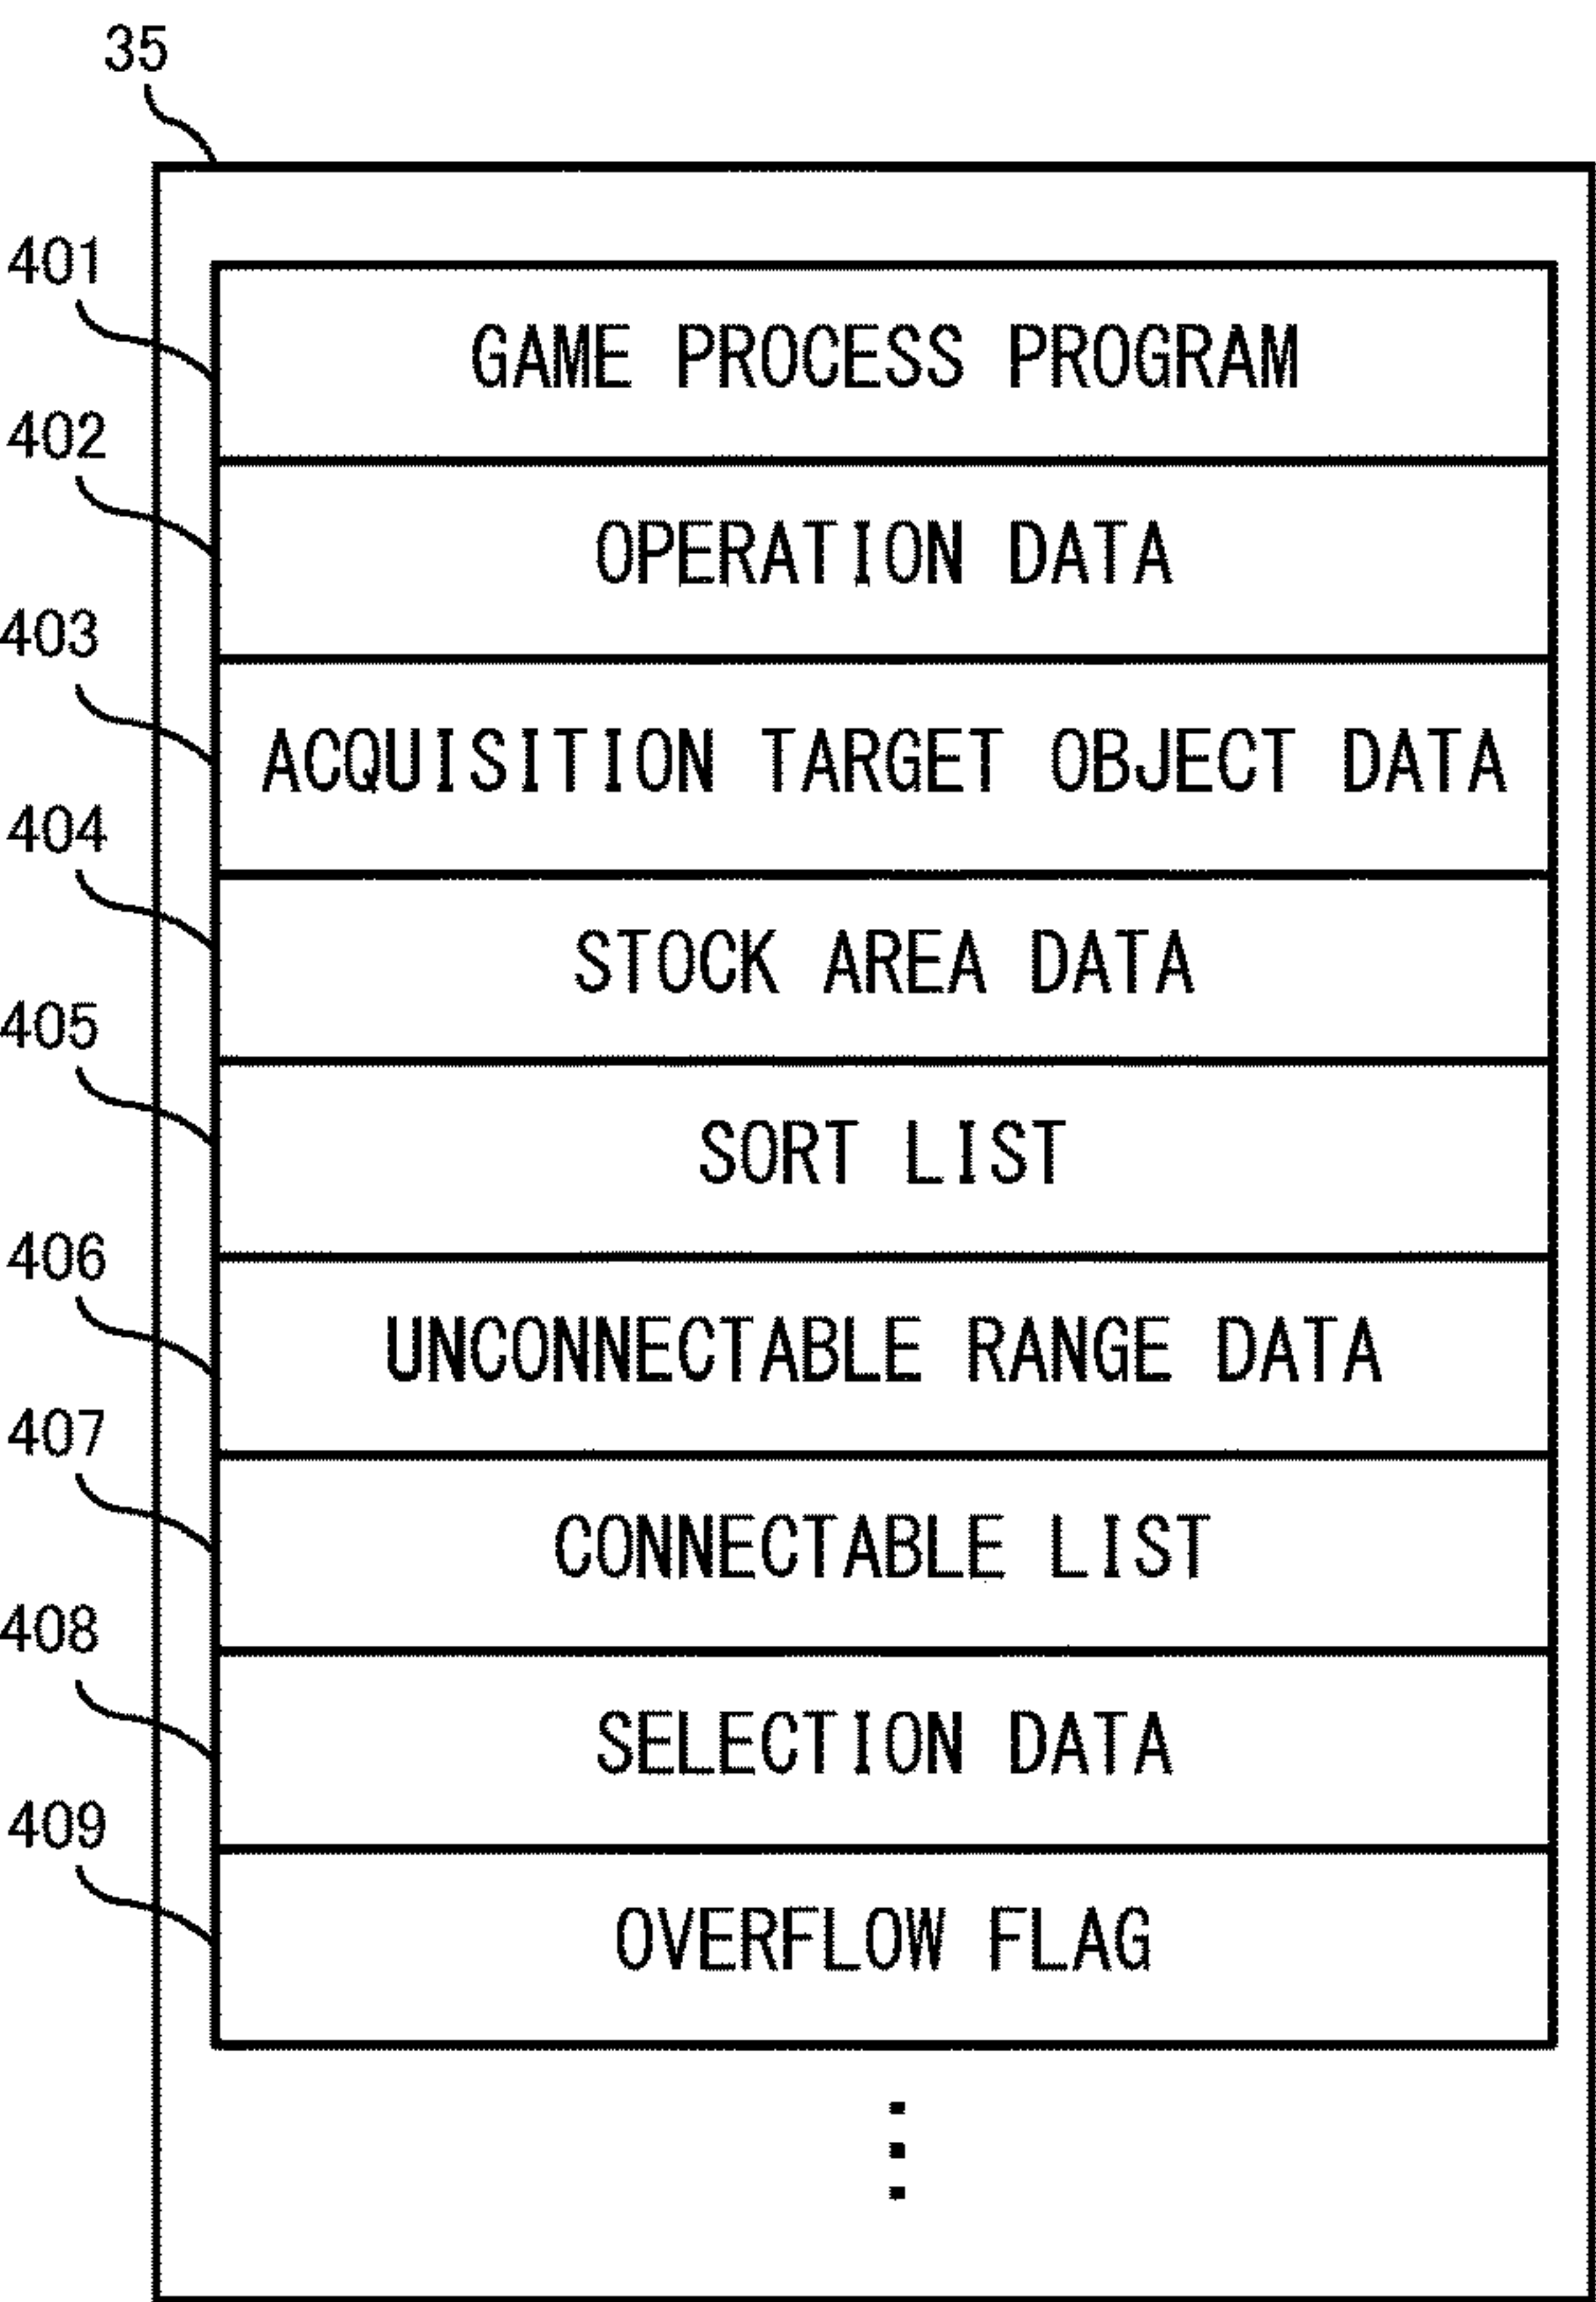 35
401
GAME PROCESS PROGRAM
402
OPERATION DATA
403
ACQUISITION TARGET OBJECT DATA
404
STOCK AREA DATA
405
SORT LIST
406
UNCONNECTABLE RANGE DATA
407
CONNECTABLE LIST
408
SELECTION DATA
409
OVERFLOW FLAG